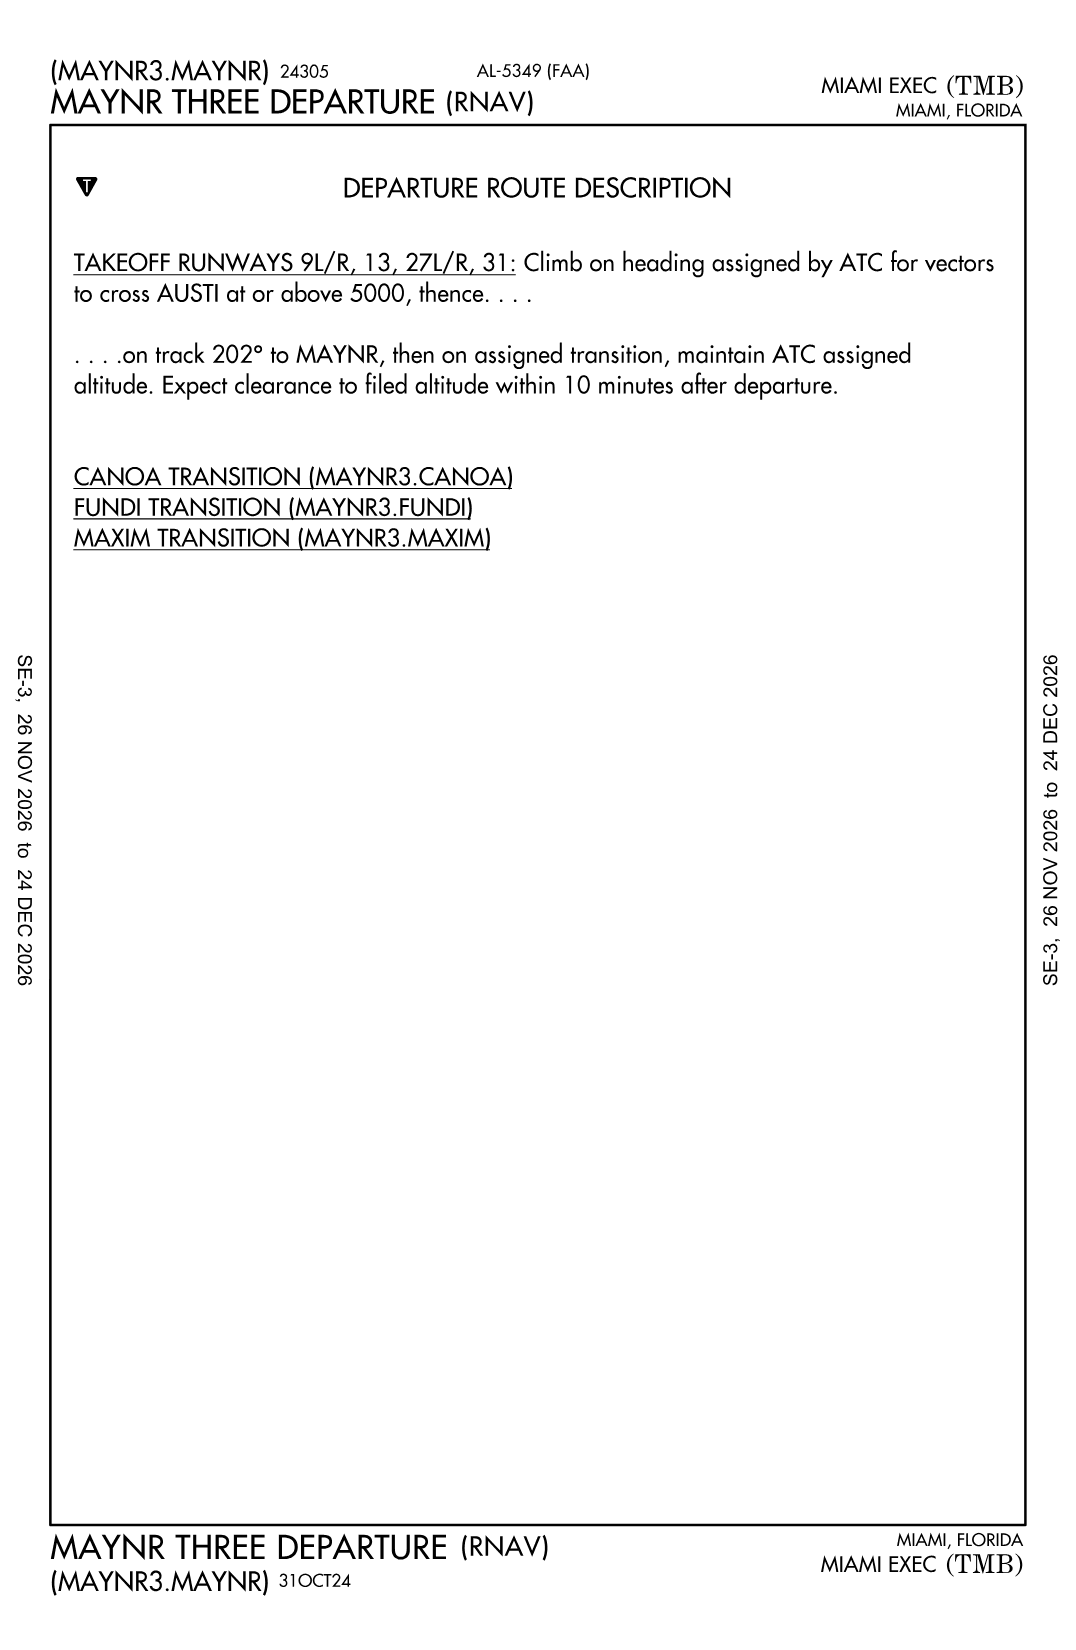 (MAYNR3.MAYNR) 24305
AL-5349 (FAA)
MAYNR THREE DEPARTURE (RNAV)
MIAMI EXEC (TMB)
MIAMI, FLORIDA
T
DEPARTURE ROUTE DESCRIPTION
TAKEOFF RUNWAYS 9L/R, 13, 27L/R, 31: Climb on heading assigned by ATC for vectors
to cross AUSTI at or above 5000, thence. . . .
. . . .on track 202° to MAYNR, then on assigned transition, maintain ATC assigned
altitude. Expect clearance to filed altitude within 10 minutes after departure.
CANOA TRANSITION (MAYNR3.CANOA)
FUNDI TRANSITION (MAYNR3.FUNDI)
MAXIM TRANSITION (MAYNR3.MAXIM)
SE-3, 26 NOV 2026 to 24 DEC 2026
SE-3, 26 NOV 2026 to 24 DEC 2026
MAYNR THREE DEPARTURE (RNAV)
(MAYNR3.MAYNR) 31OCT24
MIAMI, FLORIDA
MIAMI EXEC (TMB)